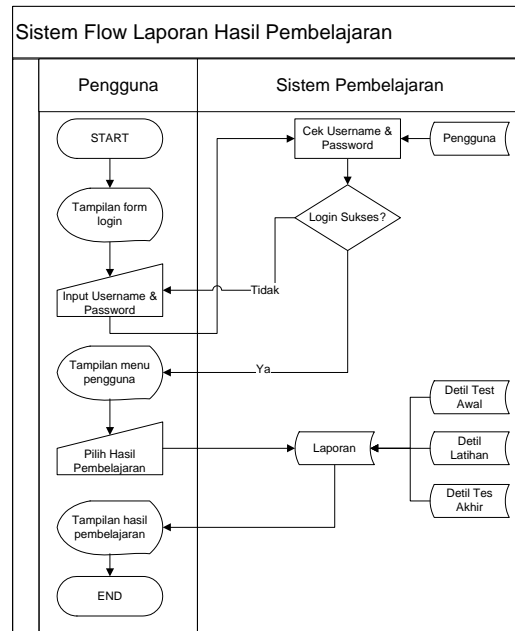 Sistem Flow Laporan Hasil Pembelajaran
Pengguna
Sistem Pembelajaran
START
Cek Username &
Password
Pengguna
Tampilan form
login
Login Sukses?
Input Username &
Password
Tidak
Tampilan menu
pengguna
Ya
Detil Test
Awal
Pilih Hasil
Pembelajaran
Laporan
Detil
Latihan
Detil Tes
Akhir
Tampilan hasil
pembelajaran
END